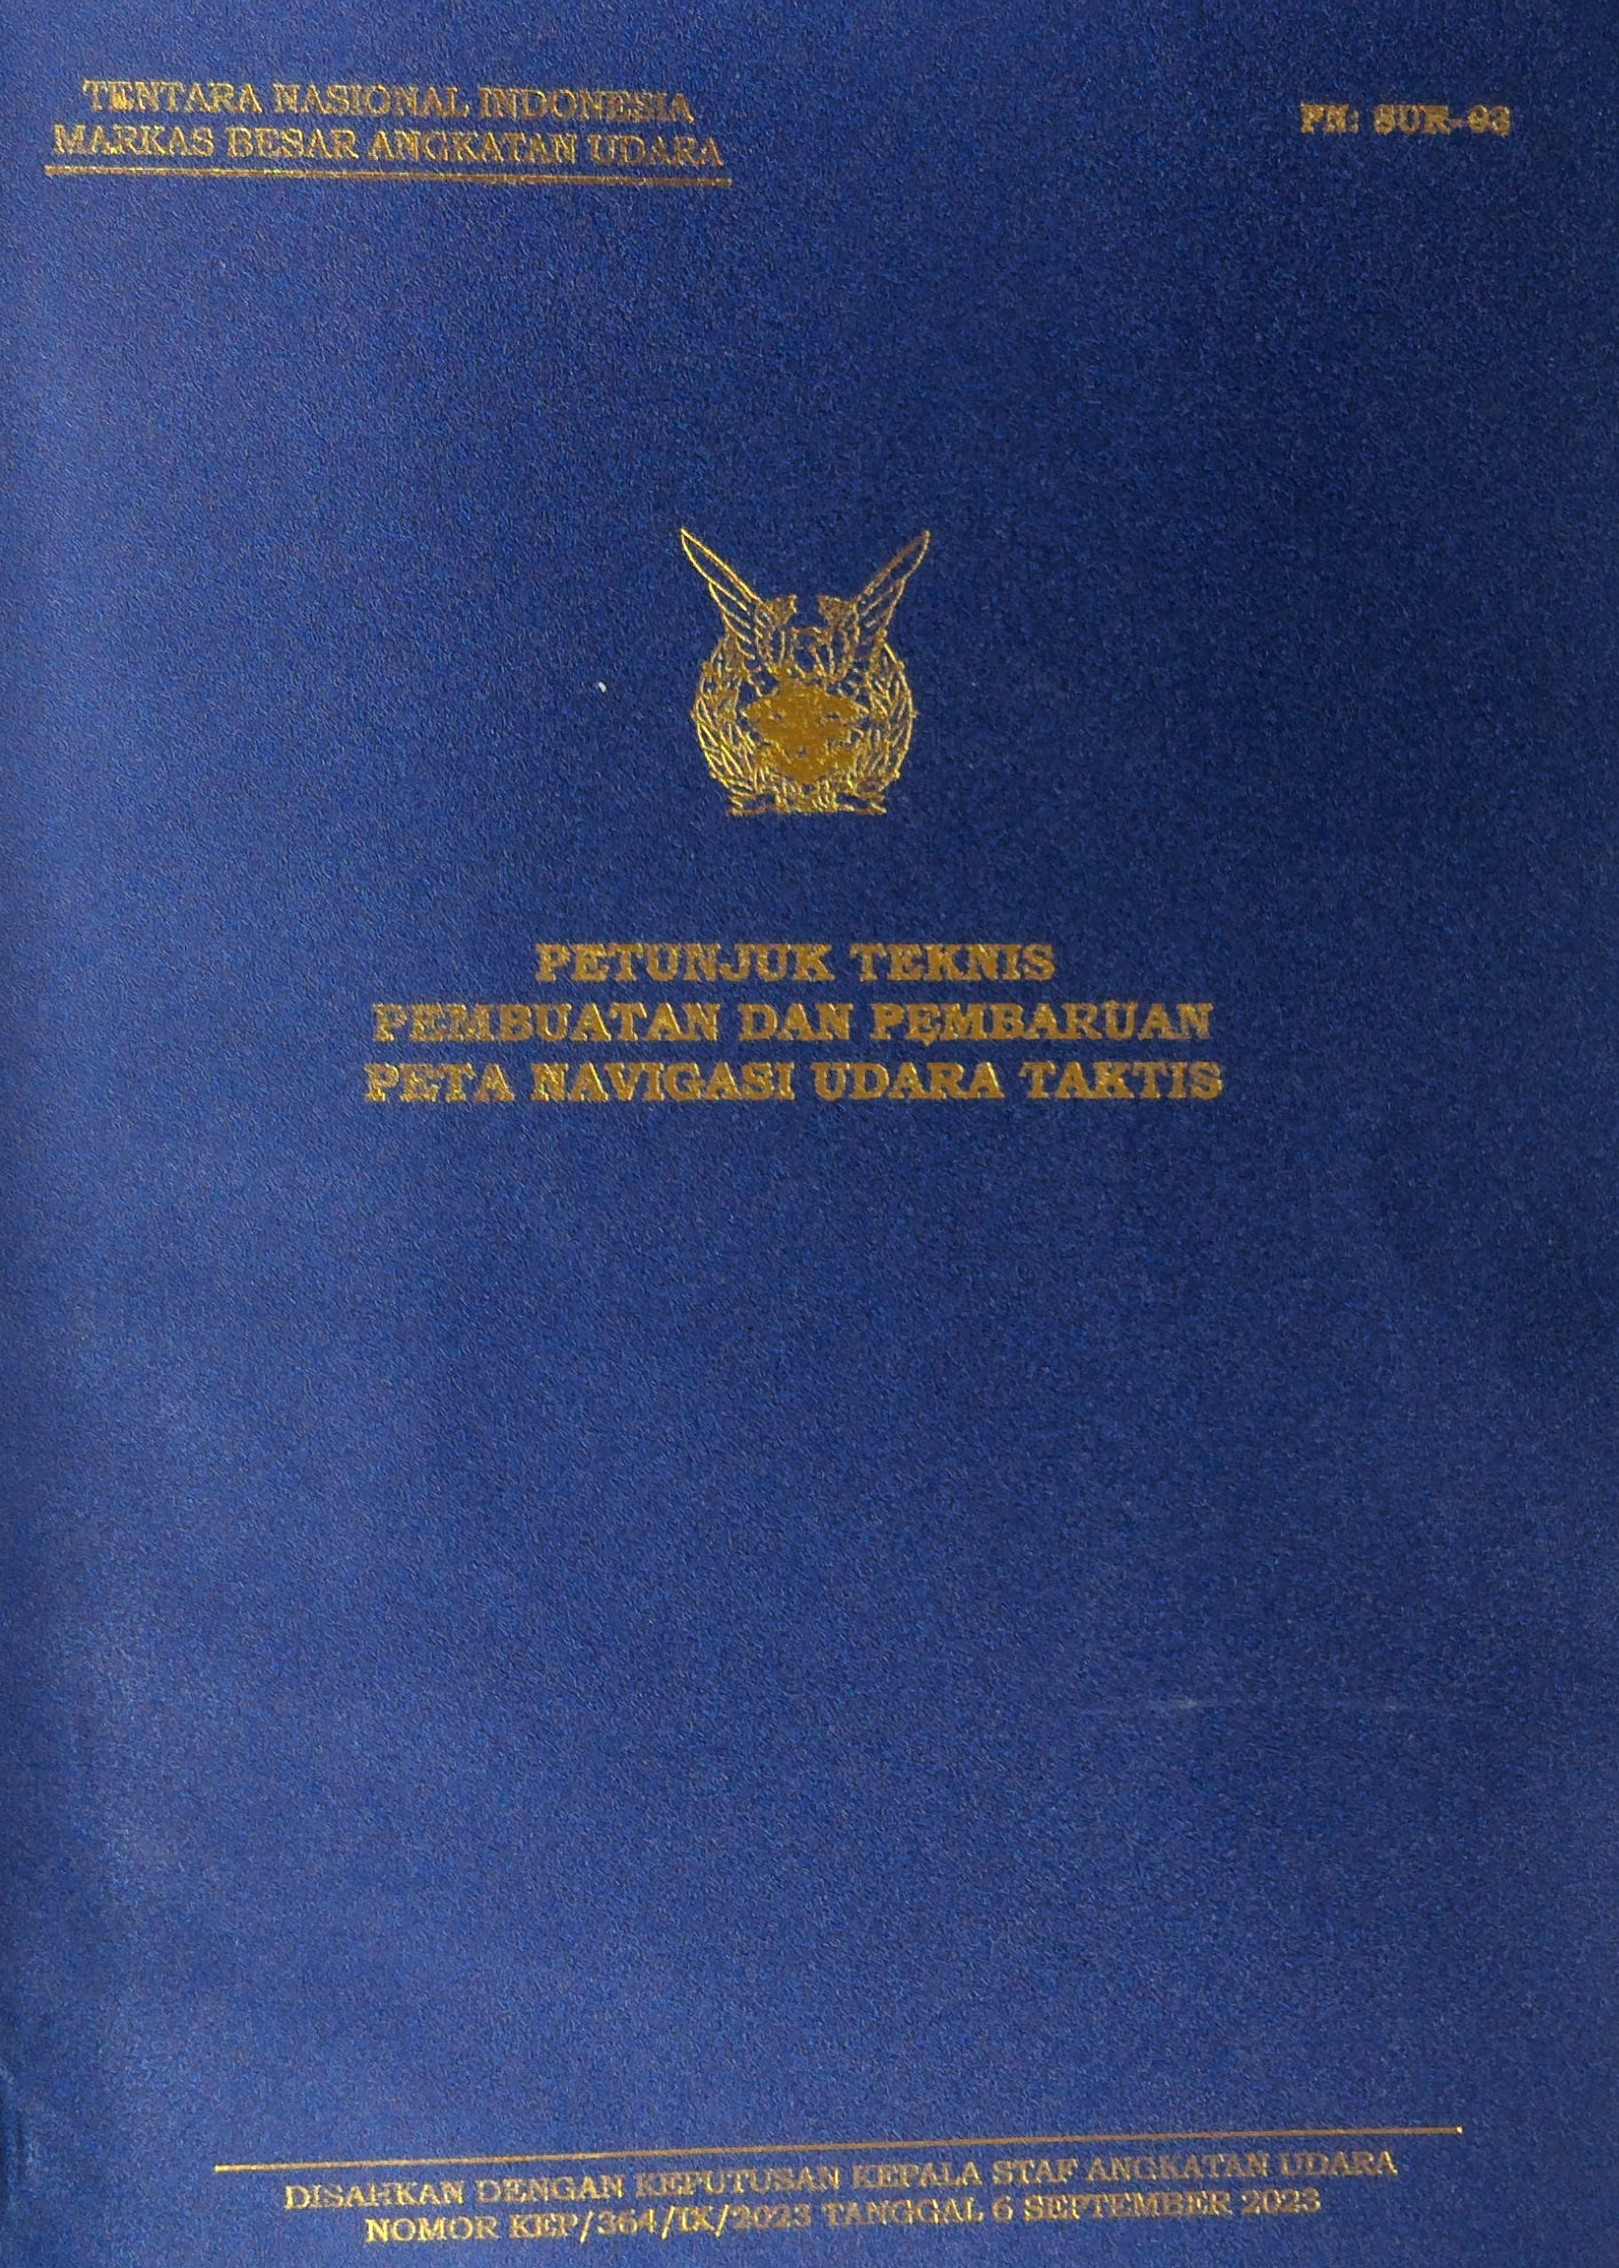 TENTARA NASIONAL INDONESIA
MARKAS BESAR ANGKATAN UDARA
PN: SUR-93
PETUNJUK TEKNIS
PEMBUATAN DAN PEMBARUAN
PETA NAVIGASI UDARA TAKTIS
DISAHKAN DENGAN KEPUTUSAN KEPALA STAF ANGKATAN UDARA
NOMOR KEP/364/IX/2023 TANGGAL 6 SEPTEMBER 2023